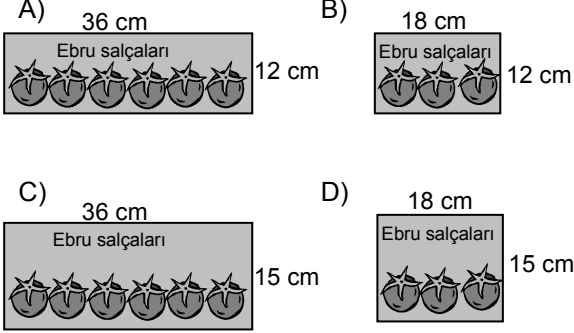 A)
36 cm
Ebru salçaları
12 cm
B)
18 cm
Ebru salçaları
12 cm
C)
36 cm
Ebru salçaları
15 cm
D)
18 cm
Ebru salçaları
15 cm